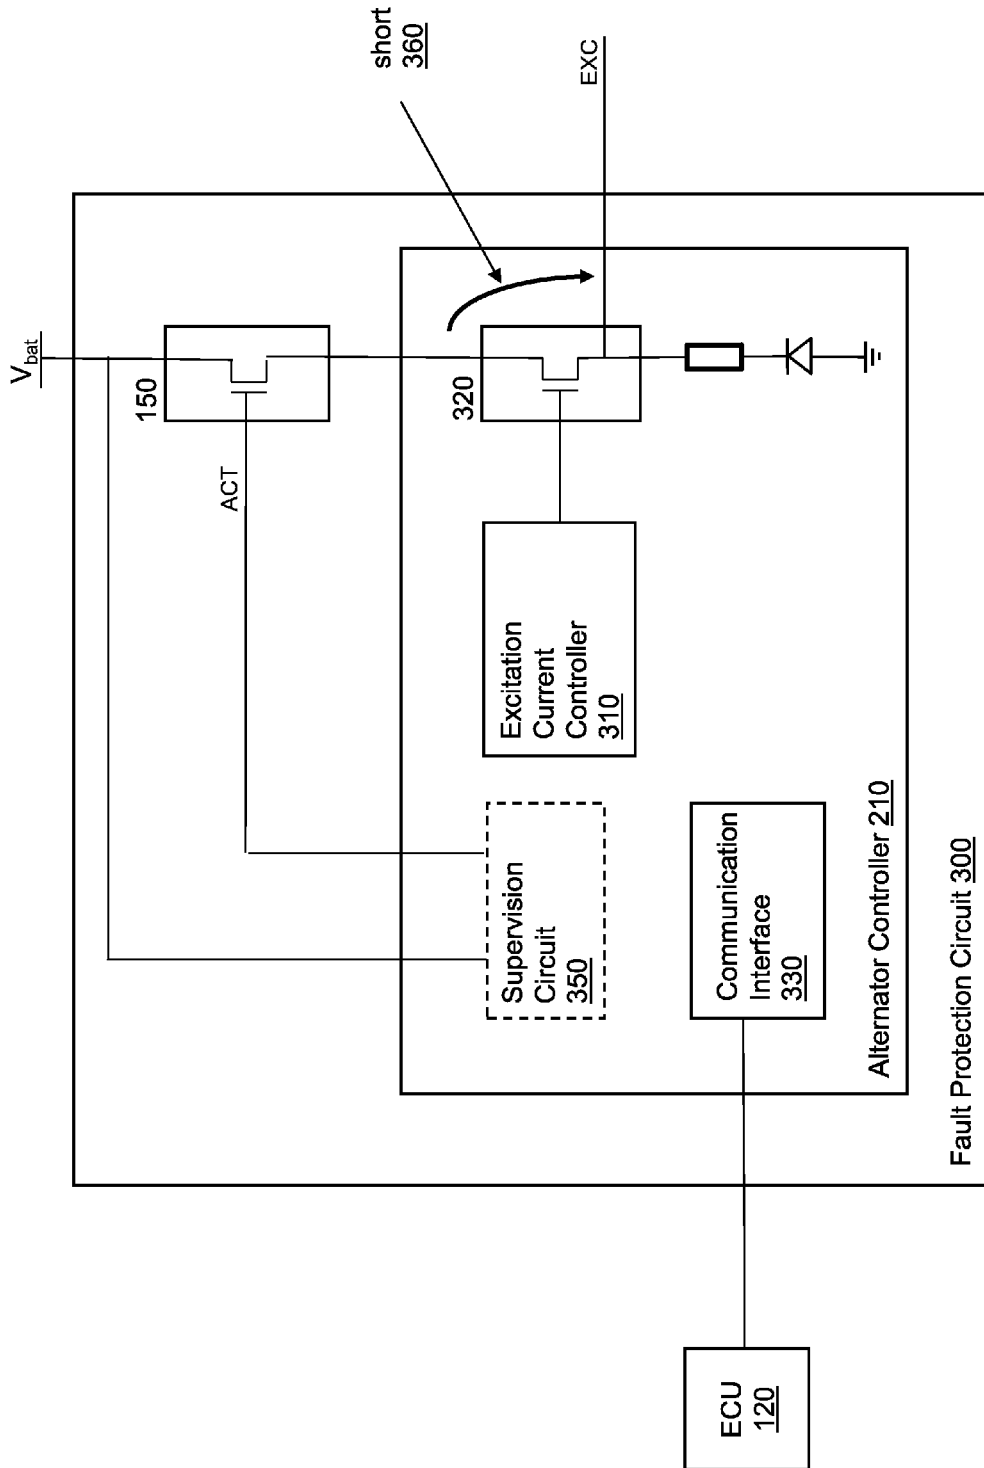 V_bat
150
ACT
short
360
320
EXC
Excitation
Current
Controller
310
Supervision
Circuit
350
Communication
Interface
330
Alternator Controller 210
Fault Protection Circuit 300
ECU
120